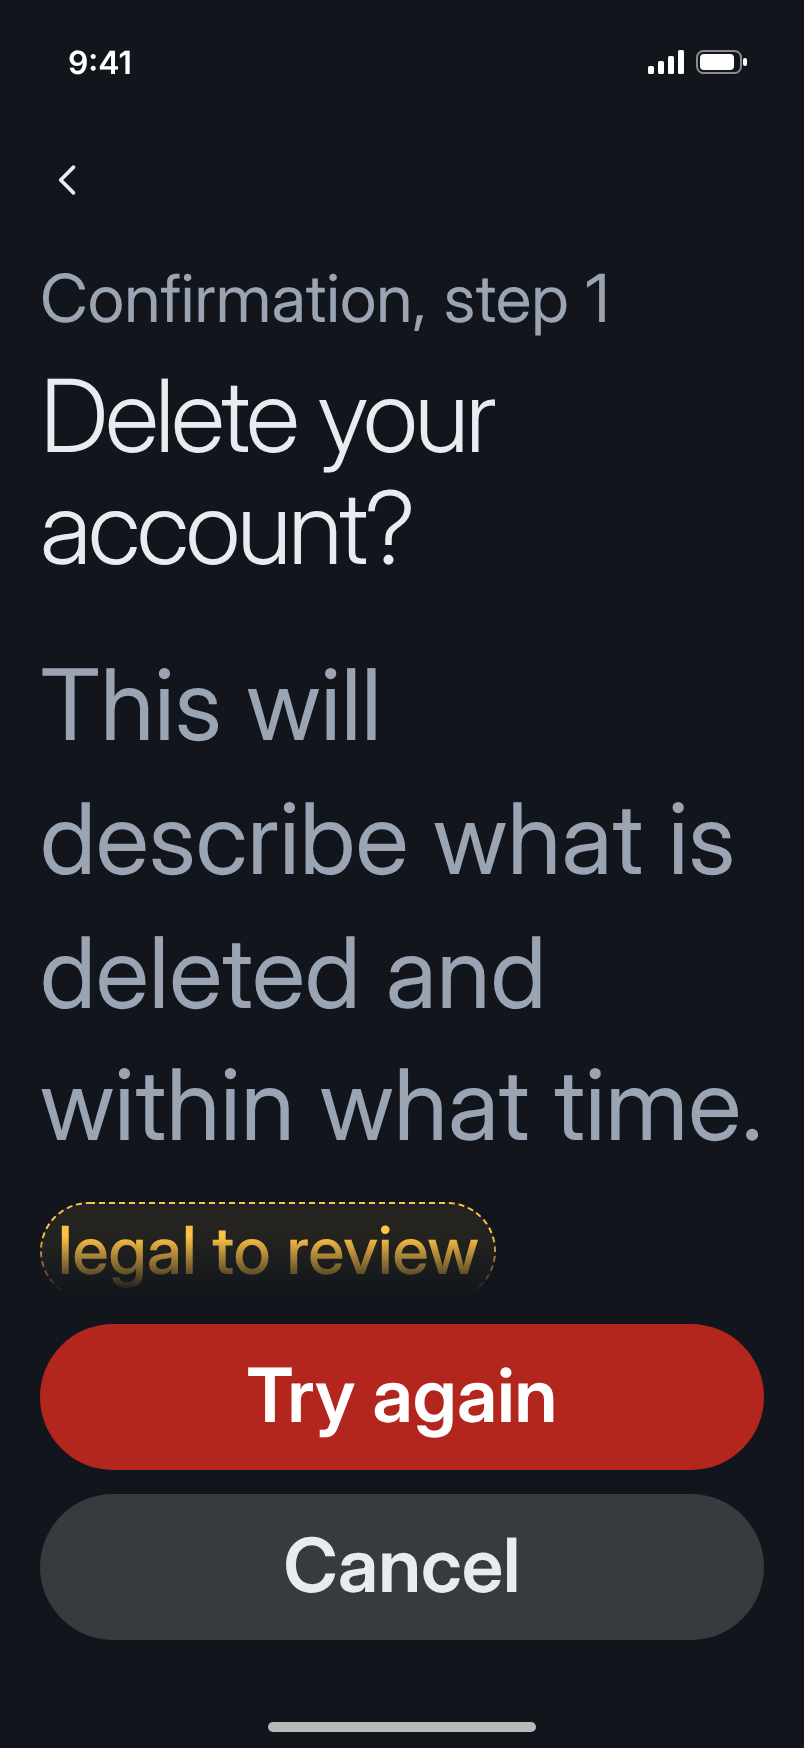 9:41
Confirmation, step 1
Delete your
account?
This will
describe what is
deleted and
within what time.
legal to review
Try again
Cancel